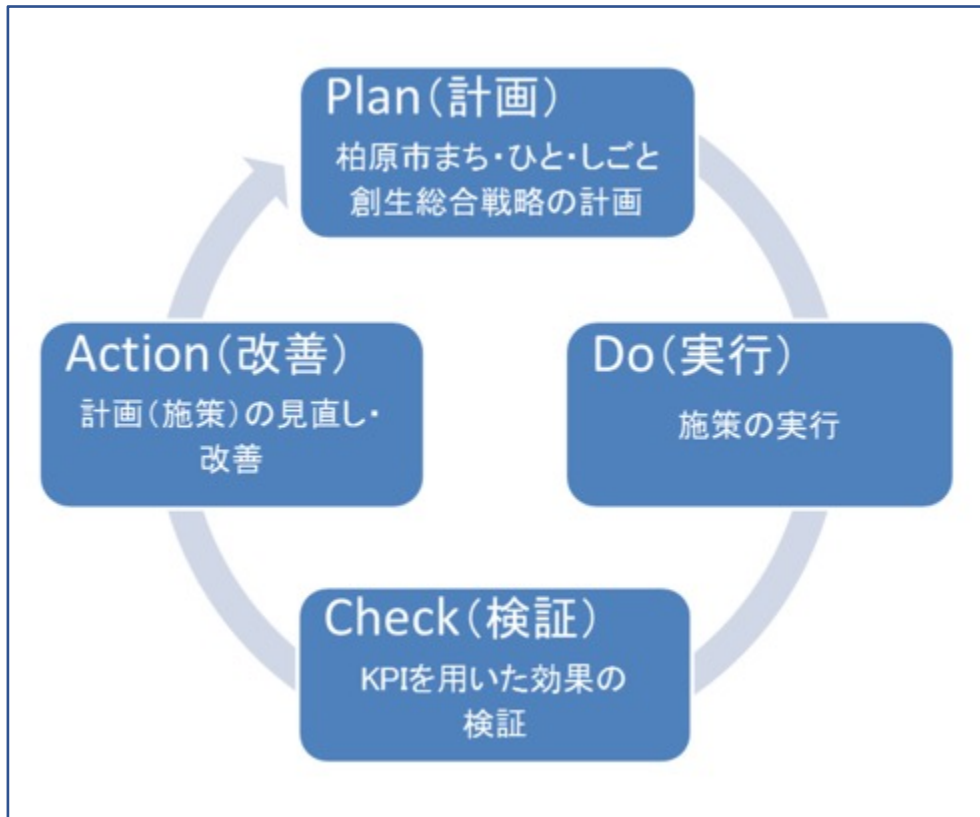 Plan(計画)
柏原市まち・ひと・しごと
創生総合戦略の計画
Do(実行)
施策の実行
Check(検証)
KPIを用いた効果の
検証
Action(改善)
計画(施策)の見直し・
改善